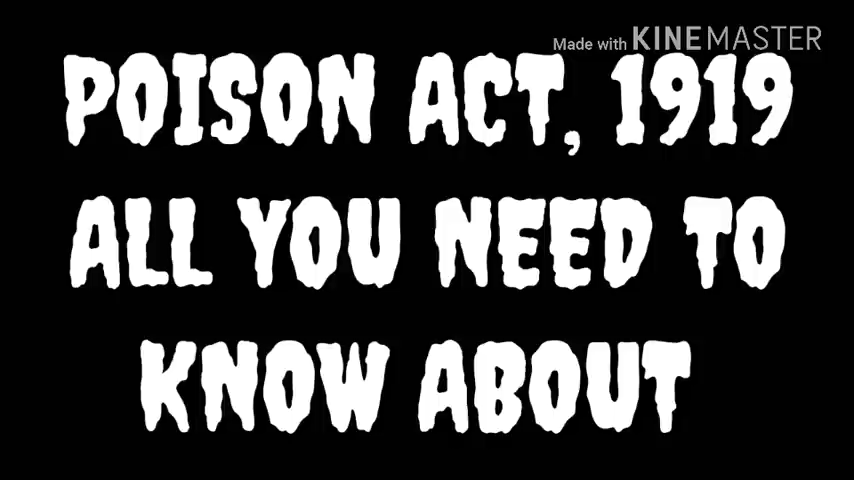 Made with KINEMASTER
POISON ACT, 1919
ALL YOU NEED TO
KNOW ABOUT